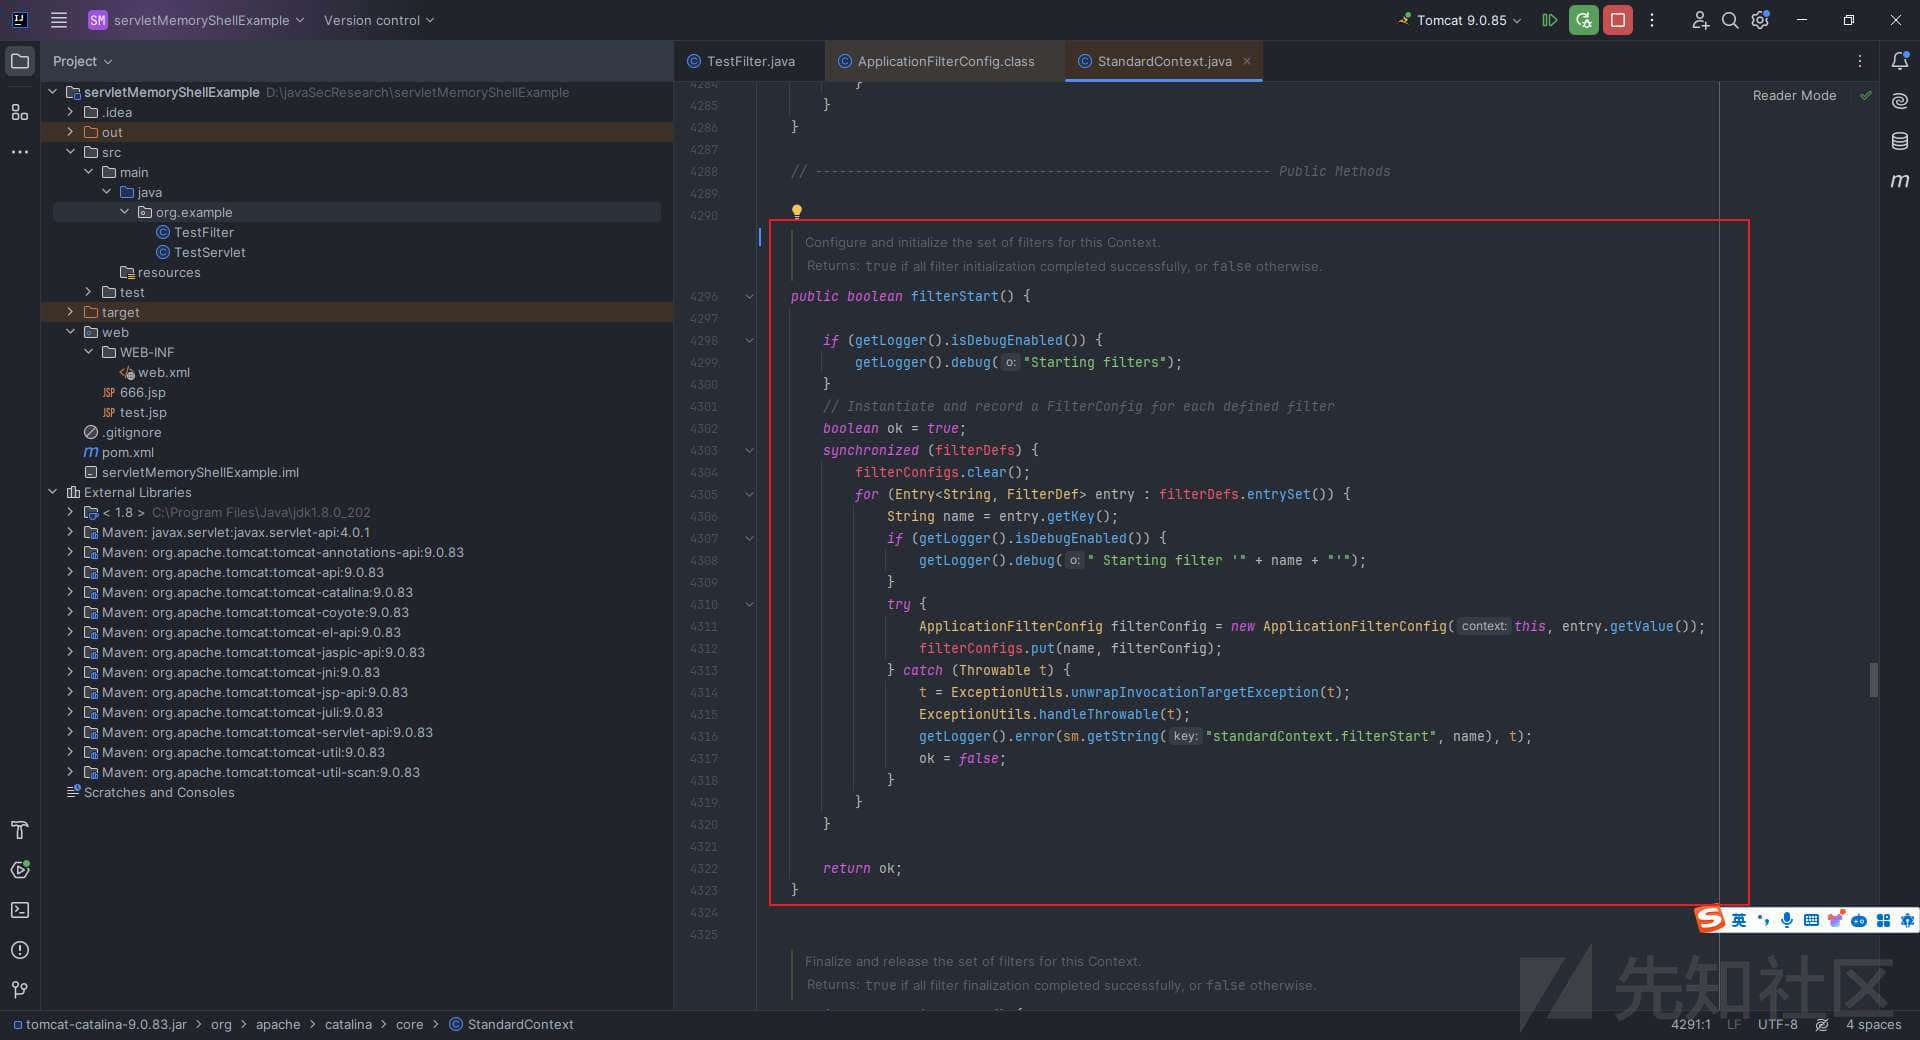 SM servletMemoryShellExample Version control Tomcat 9.0.85
Project
servletMemoryShellExample D:\javaSecResearch\servletMemoryShellExample
.idea
out
src
main
java
org.example
TestFilter
TestServlet
resources
test
target
web
WEB-INF
web.xml
JSP 666.jsp
JSP test.jsp
.gitignore
m pom.xml
servletMemoryShellExample.iml
External Libraries
< 1.8 > C:\Program Files\Java\jdk1.8.0_202
Maven: javax.servlet:javax.servlet-api:4.0.1
Maven: org.apache.tomcat:tomcat-annotations-api:9.0.83
Maven: org.apache.tomcat:tomcat-api:9.0.83
Maven: org.apache.tomcat:tomcat-catalina:9.0.83
Maven: org.apache.tomcat:tomcat-coyote:9.0.83
Maven: org.apache.tomcat:tomcat-el-api:9.0.83
Maven: org.apache.tomcat:tomcat-jaspic-api:9.0.83
Maven: org.apache.tomcat:tomcat-jni:9.0.83
Maven: org.apache.tomcat:tomcat-jsp-api:9.0.83
Maven: org.apache.tomcat:tomcat-juli:9.0.83
Maven: org.apache.tomcat:tomcat-servlet-api:9.0.83
Maven: org.apache.tomcat:tomcat-util:9.0.83
Maven: org.apache.tomcat:tomcat-util-scan:9.0.83
Scratches and Consoles
TestFilter.java ApplicationFilterConfig.class StandardContext.java
Reader Mode
4284 }
4285 }
4286 }
4287
4288 // --------------------------------------------------------- Public Methods
4289
4290
Configure and initialize the set of filters for this Context.
Returns: true if all filter initialization completed successfully, or false otherwise.
4296 public boolean filterStart() {
4297
4298 if (getLogger().isDebugEnabled()) {
4299 getLogger().debug( o: "Starting filters");
4300 }
4301 // Instantiate and record a FilterConfig for each defined filter
4302 boolean ok = true;
4303 synchronized (filterDefs) {
4304 filterConfigs.clear();
4305 for (Entry<String, FilterDef> entry : filterDefs.entrySet()) {
4306 String name = entry.getKey();
4307 if (getLogger().isDebugEnabled()) {
4308 getLogger().debug( o: " Starting filter '" + name + "'");
4309 }
4310 try {
4311 ApplicationFilterConfig filterConfig = new ApplicationFilterConfig( context: this, entry.getValue());
4312 filterConfigs.put(name, filterConfig);
4313 } catch (Throwable t) {
4314 t = ExceptionUtils.unwrapInvocationTargetException(t);
4315 ExceptionUtils.handleThrowable(t);
4316 getLogger().error(sm.getString( key: "standardContext.filterStart", name), t);
4317 ok = false;
4318 }
4319 }
4320 }
4321
4322 return ok;
4323 }
4324
4325
Finalize and release the set of filters for this Context.
Returns: true if all filter finalization completed successfully, or false otherwise.
m
S 英
先知社区
tomcat-catalina-9.0.83.jar > org > apache > catalina > core > StandardContext
4291:1 LF UTF-8 4 spaces